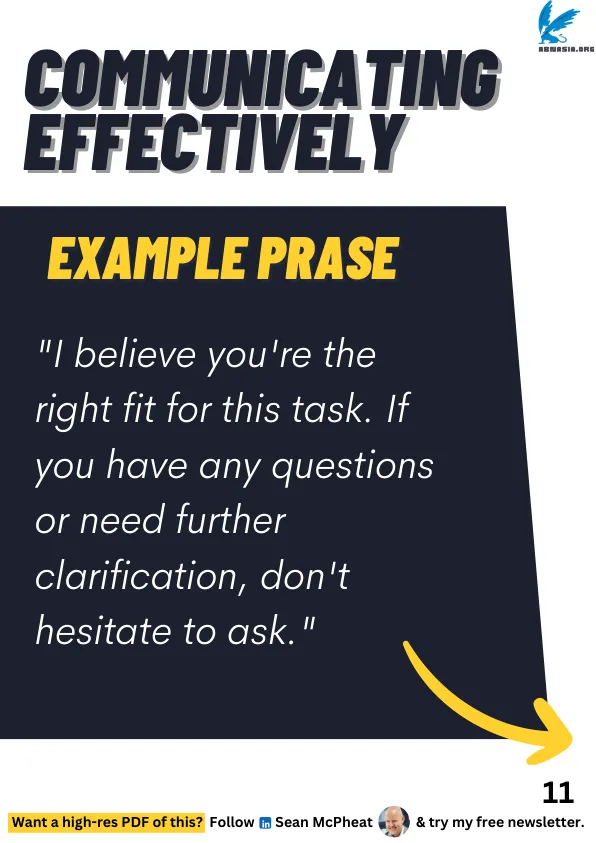 ABNASIA.ORG
COMMUNICATING
EFFECTIVELY
EXAMPLE PRASE
"I believe you're the
right fit for this task. If
you have any questions
or need further
clarification, don't
hesitate to ask."
11
Want a high-res PDF of this? Follow in Sean McPheat & try my free newsletter.